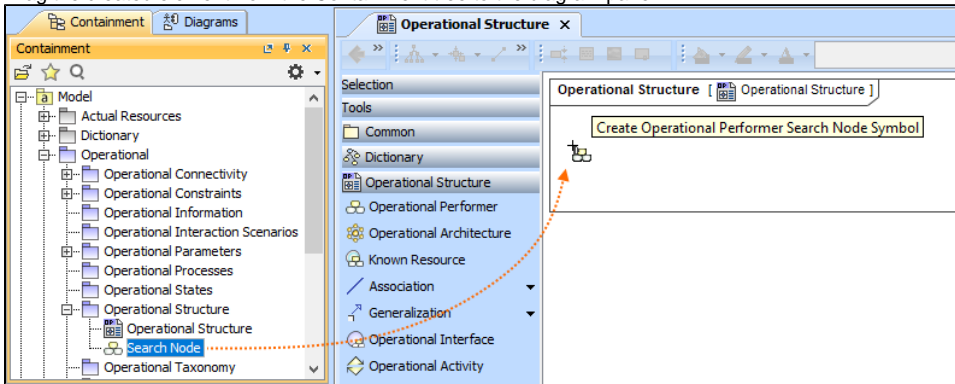 Containment
Diagrams
Containment
Model
Actual Resources
Dictionary
Operational
Operational Connectivity
Operational Constraints
Operational Information
Operational Interaction Scenarios
Operational Parameters
Operational Processes
Operational States
Operational Structure
Operational Structure
Search Node
Operational Taxonomy
Operational Structure
Selection
Tools
Common
Dictionary
Operational Structure
Operational Performer
Operational Architecture
Known Resource
Association
Generalization
Operational Interface
Operational Activity
Operational Structure [ Operational Structure ]
Create Operational Performer Search Node Symbol